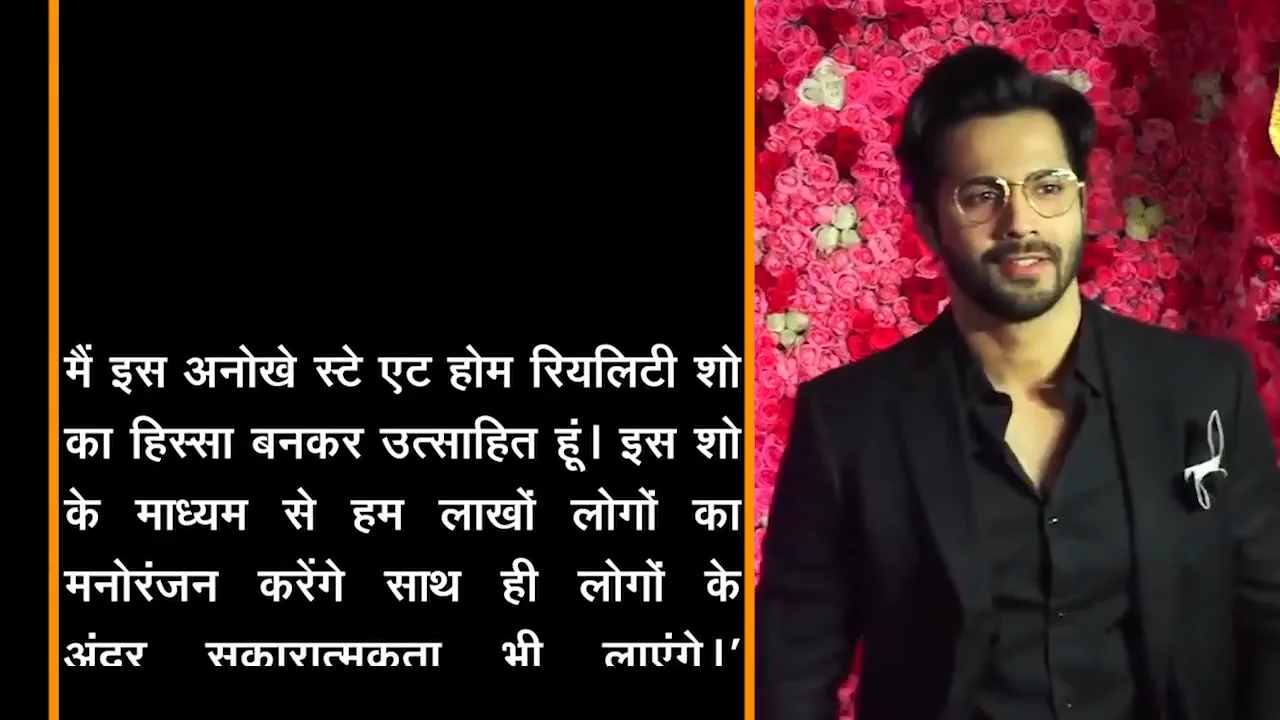 मैं इस अनोखे स्टे एट होम रियलिटी शो
का हिस्सा बनकर उत्साहित हूं। इस शो
के माध्यम से हम लाखों लोगों का
मनोरंजन करेंगे साथ ही लोगों के
अंदर सकारात्मकता भी लाएंगे।’